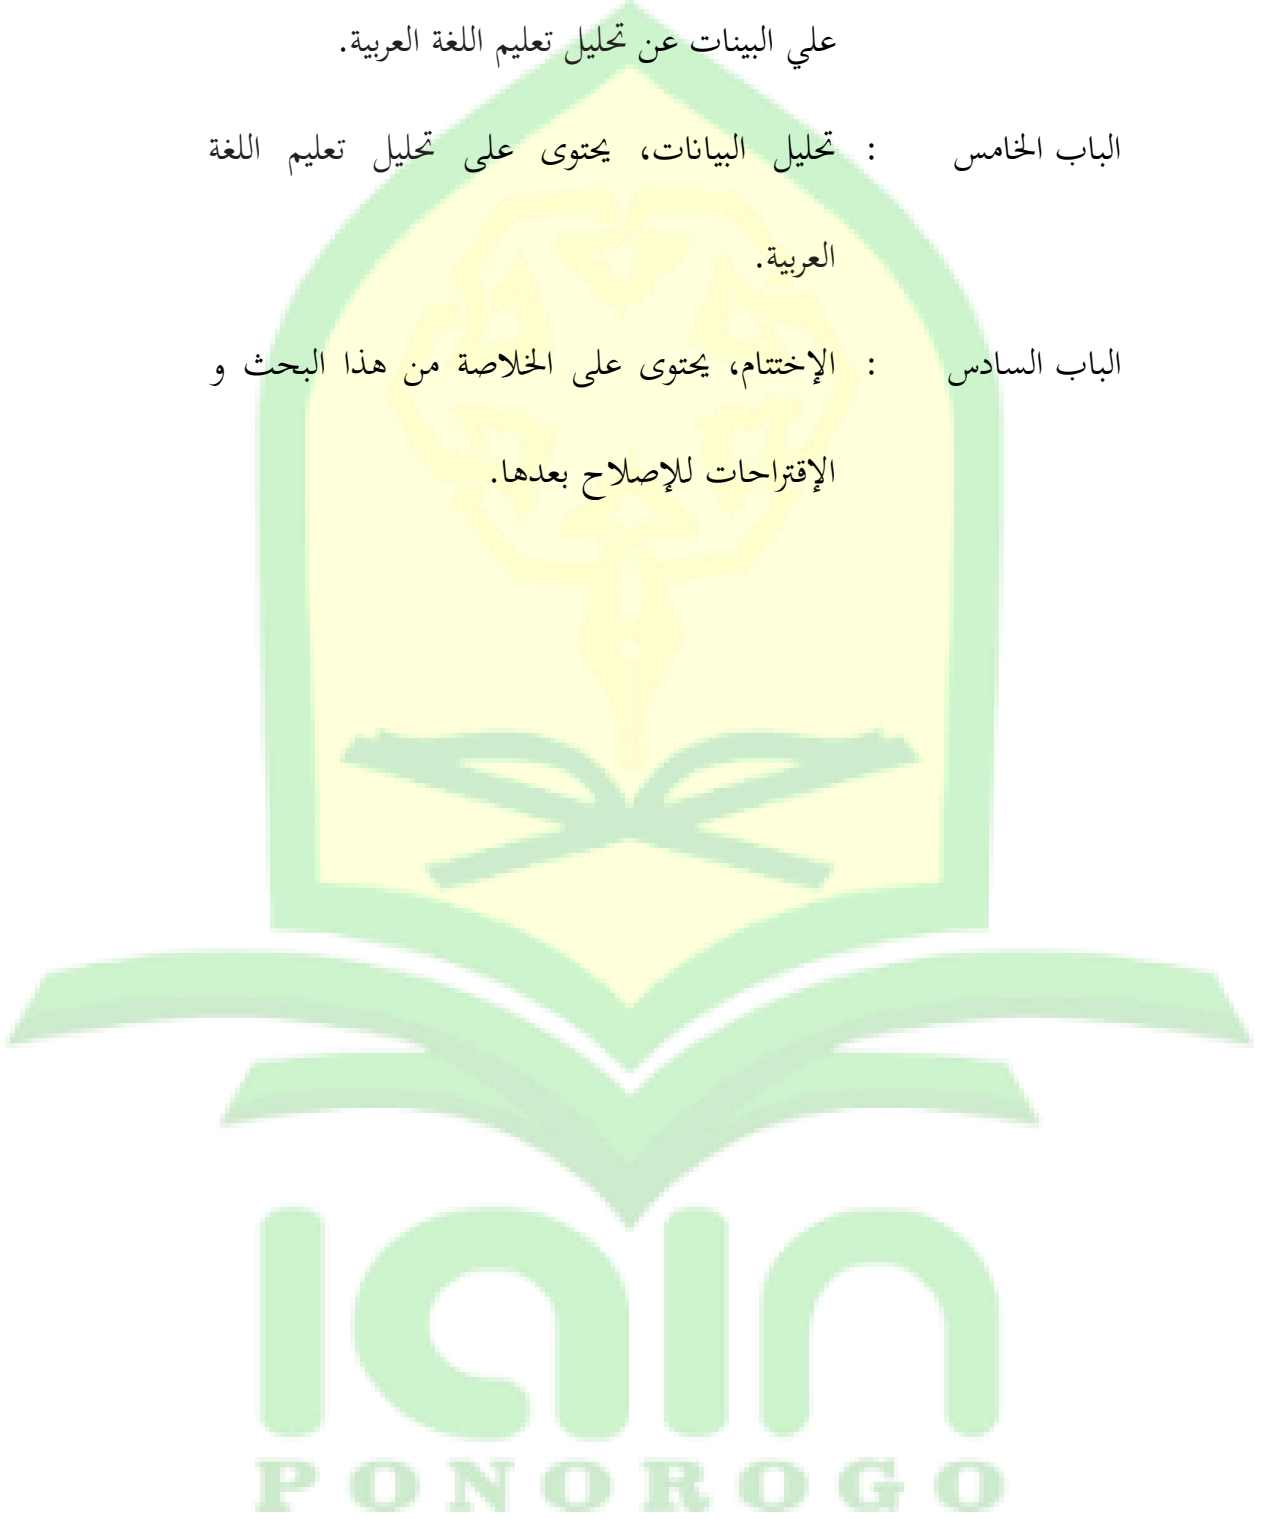 علي البينات عن تحليل تعليم اللغة العربية.
الباب الخامس : تحليل البيانات، يحتوى على تحليل تعليم اللغة
العربية.
الباب السادس : الإختتام، يحتوى على الخلاصة من هذا البحث و
الإقتراحات للإصلاح بعدها.
iain
PONOROGO